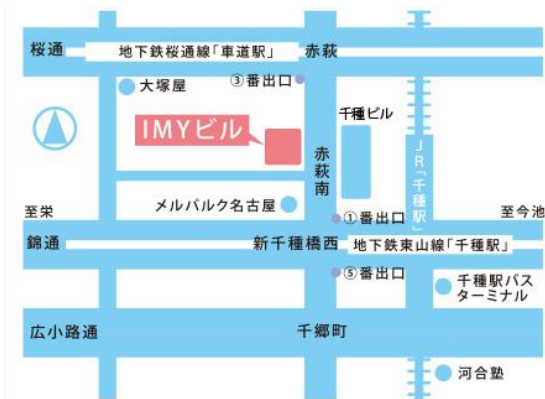 桜通
地下鉄桜通線「車道駅」
赤萩
大塚屋
③番出口
千種ビル
IMYビル
赤萩南
JR「千種駅」
至栄
メルパルク名古屋
①番出口
至今池
錦通
新千種橋西
地下鉄東山線「千種駅」
⑤番出口
千種駅バス
ターミナル
広小路通
千郷町
河合塾